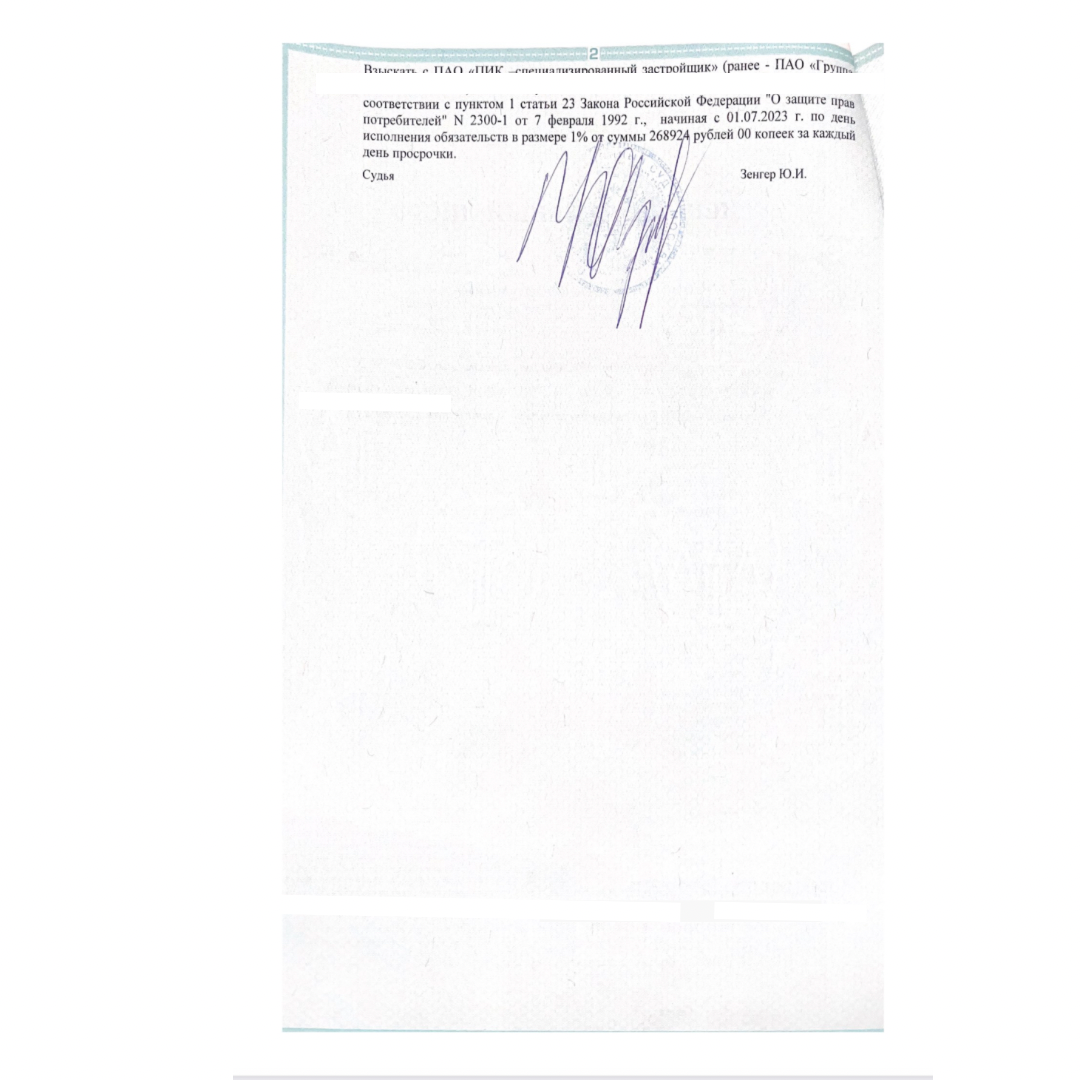 2
Взыскать с ПАО «ПИК –специализированный застройщик» (ранее - ПАО «Группа
соответствии с пунктом 1 статьи 23 Закона Российской Федерации "О защите прав
потребителей" N 2300-1 от 7 февраля 1992 г., начиная с 01.07.2023 г. по день
исполнения обязательств в размере 1% от суммы 268924 рублей 00 копеек за каждый
день просрочки.
Судья Зенгер Ю.И.